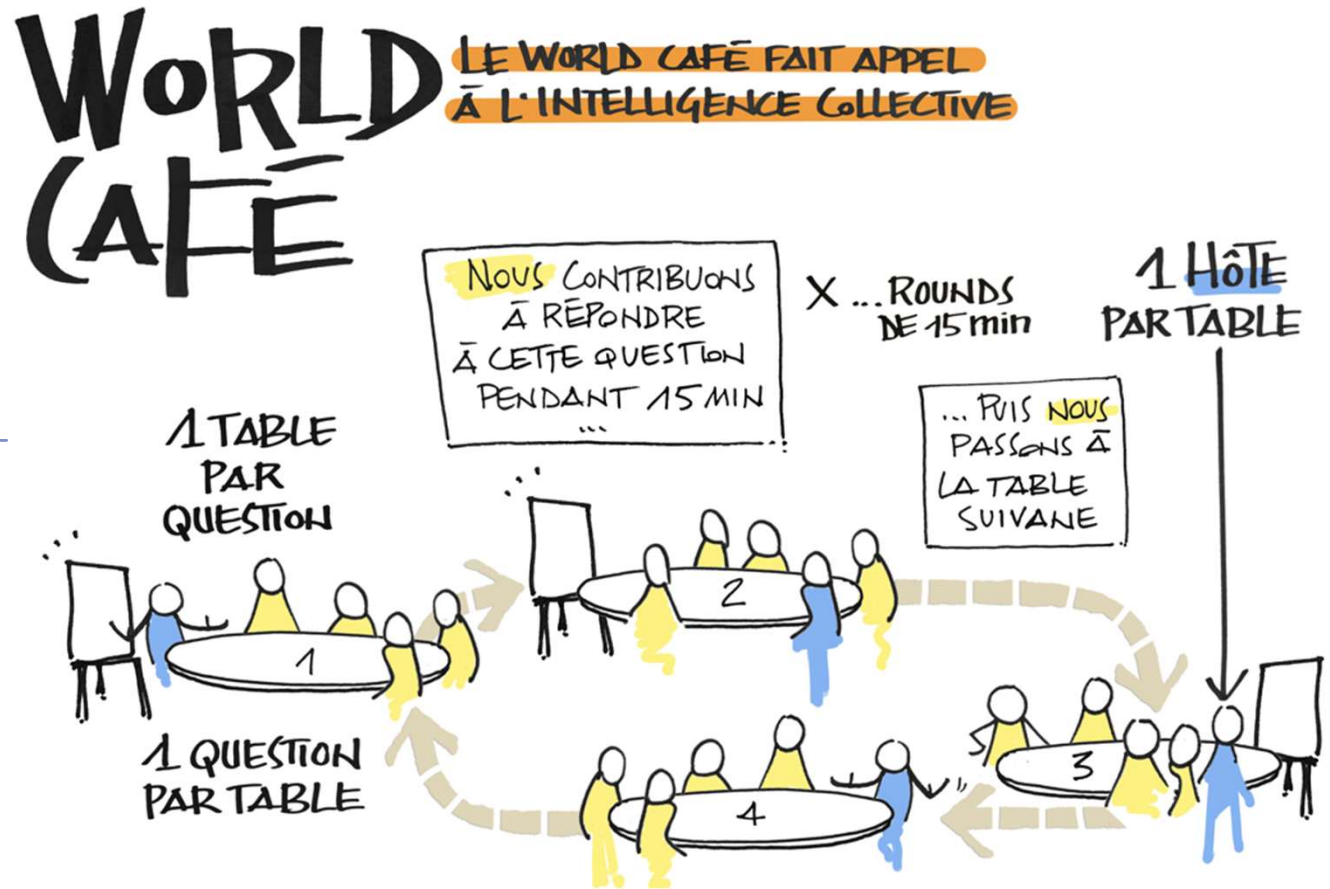 WORLD
CAFÉ
LE WORLD CAFÉ FAIT APPEL
À L'INTELLIGENCE COLLECTIVE
NOUS CONTRIBUONS
À RÉPONDRE
À CETTE QUESTION
PENDANT 15 MIN
...
X ... ROUNDS
DE 15 min
1 HÔTE
PAR TABLE
... PUIS NOUS
PASSONS À
LA TABLE
SUIVANE
1 TABLE
PAR
QUESTION
1
2
1 QUESTION
PAR TABLE
3
4